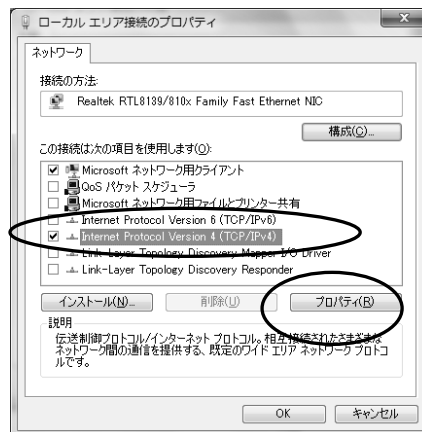 ローカル エリア接続のプロパティ
ネットワーク
接続の方法:
Realtek RTL8139/810x Family Fast Ethernet NIC
構成(C)...
この接続は次の項目を使用します(O):
Microsoft ネットワーク用クライアント
QoS パケット スケジューラ
Microsoft ネットワーク用ファイルとプリンター共有
Internet Protocol Version 6 (TCP/IPv6)
Internet Protocol Version 4 (TCP/IPv4)
Link-Layer Topology Discovery Mapper I/O Driver
Link-Layer Topology Discovery Responder
インストール(N)...
削除(U)
プロパティ(R)
説明
伝送制御プロトコル/インターネット プロトコル。相互接続されたさまざまな
ネットワーク間の通信を提供する、既定のワイド エリア ネットワーク プロトコ
ルです。
OK
キャンセル